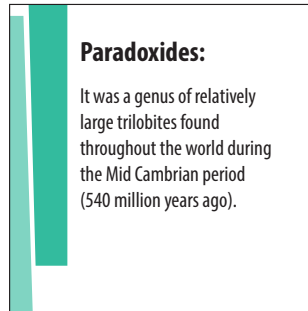 Paradoxides:
It was a genus of relatively
large trilobites found
throughout the world during
the Mid Cambrian period
(540 million years ago).